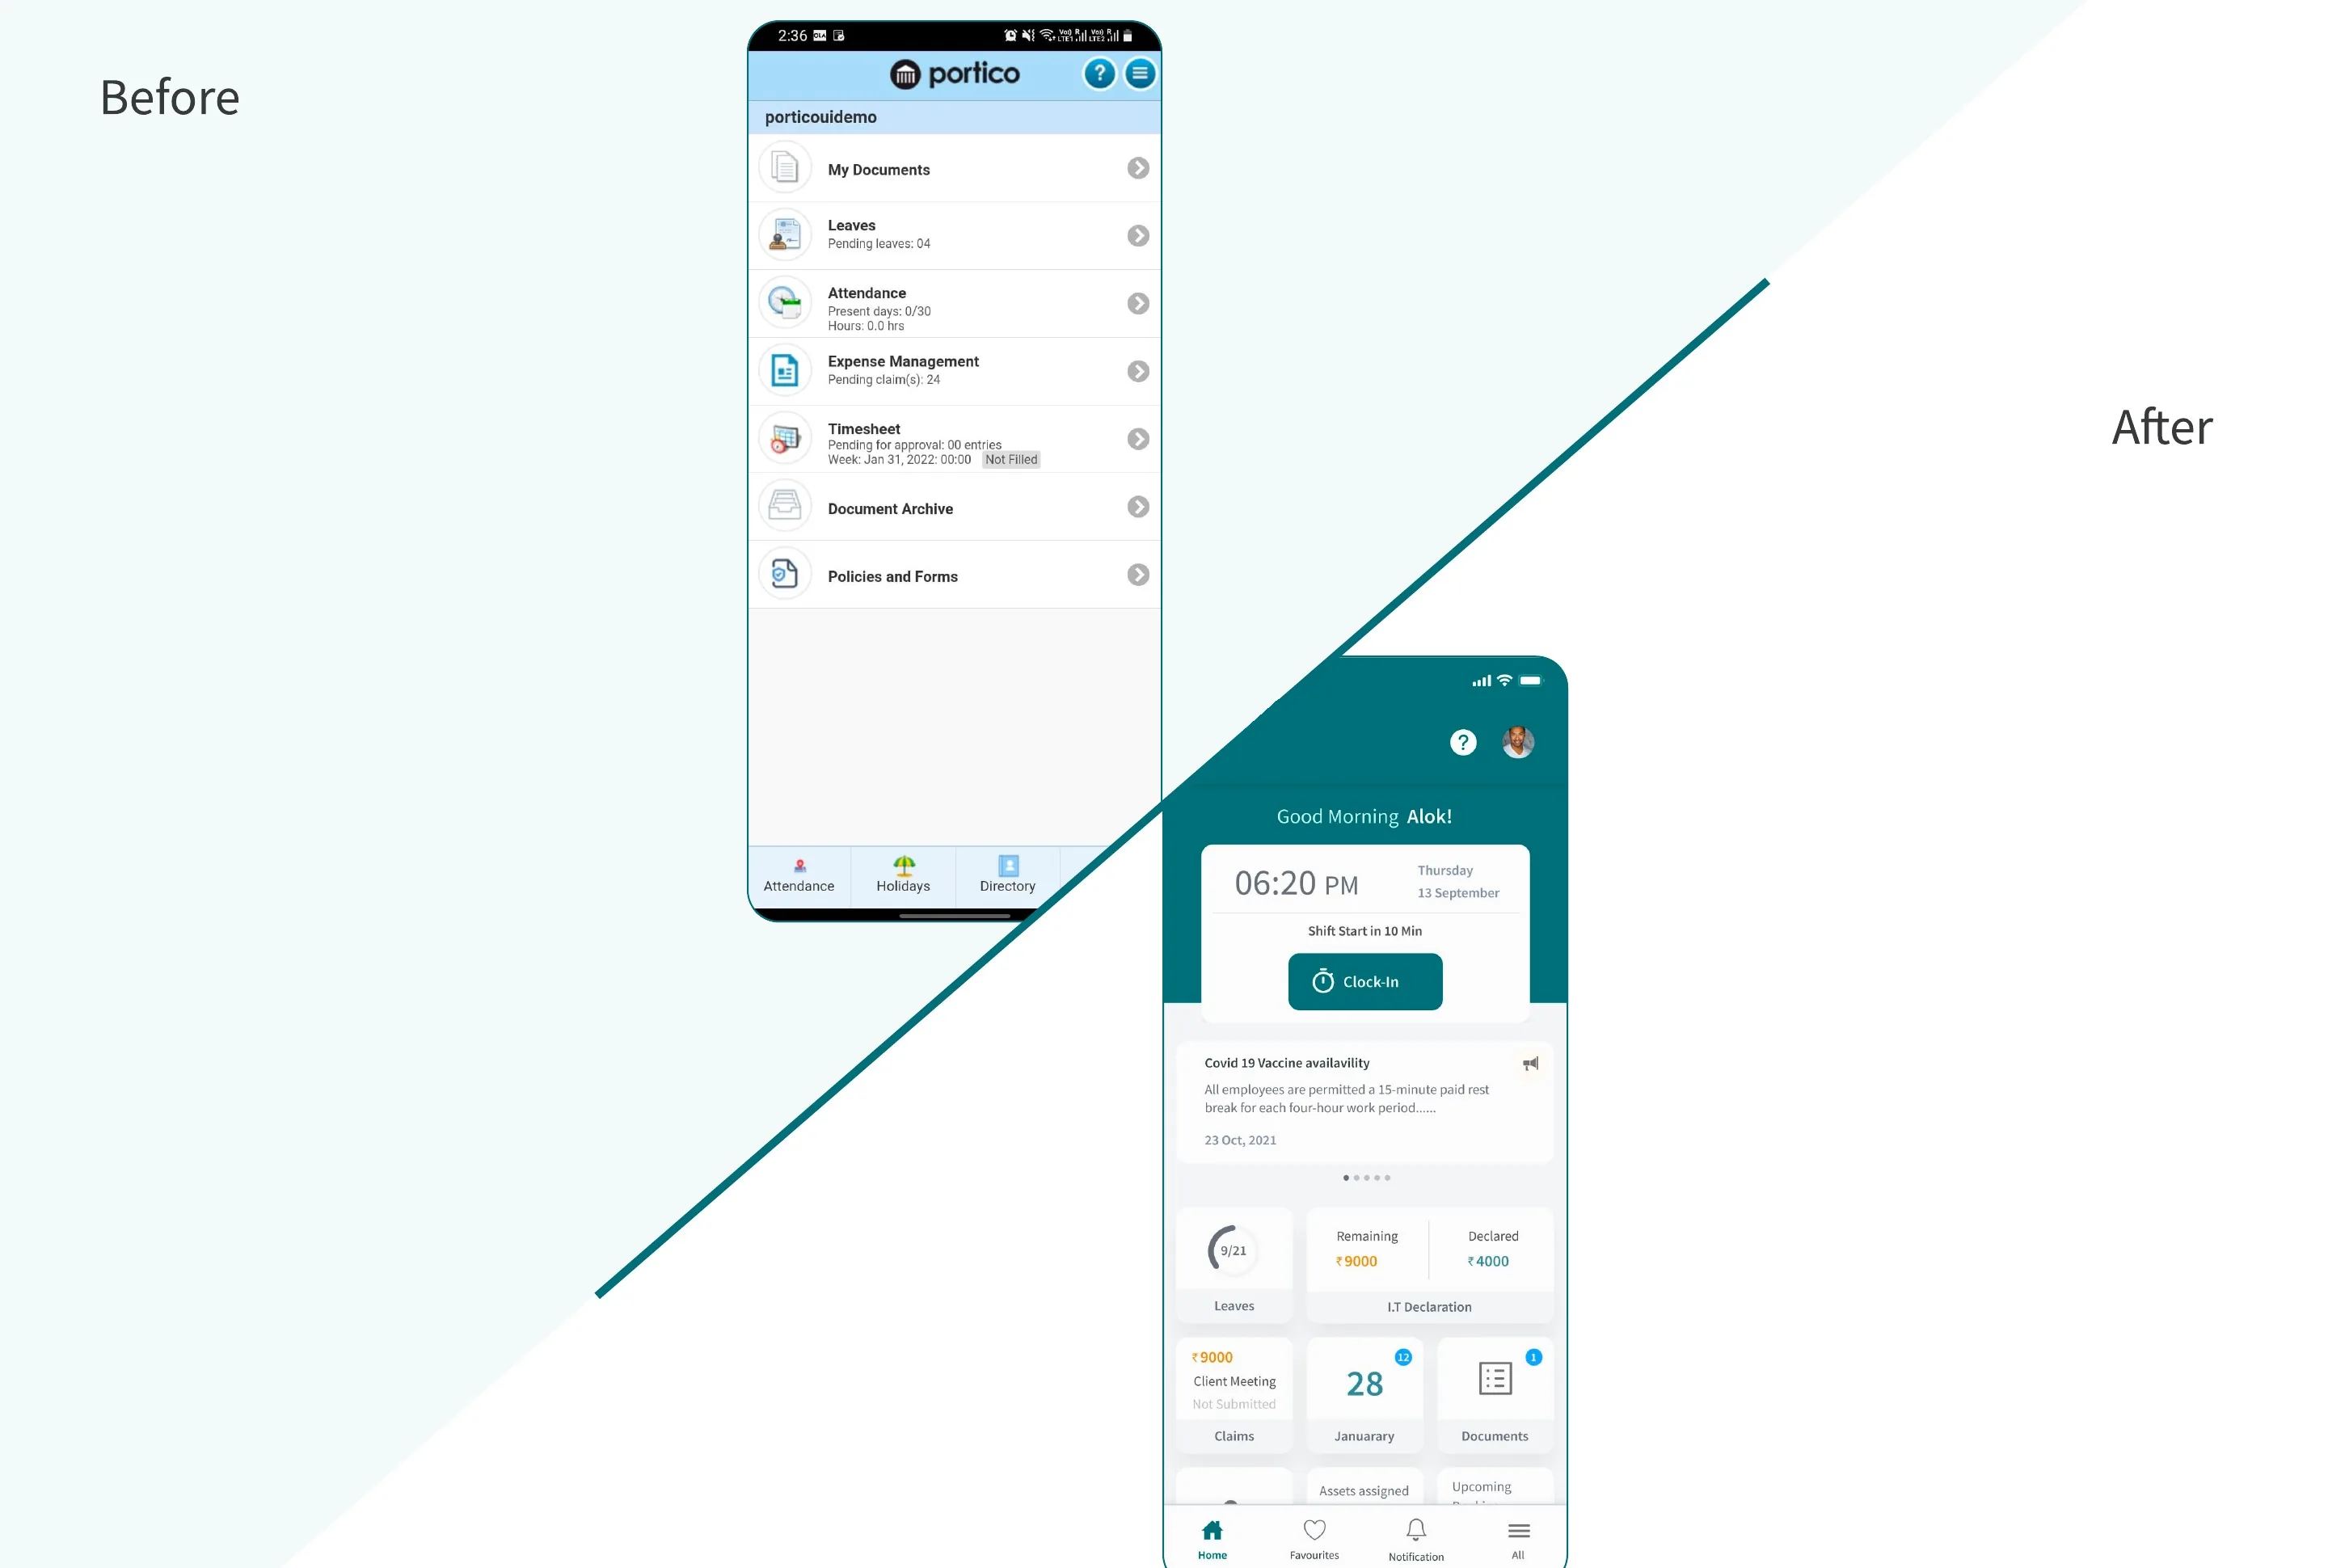 Before
2:36
portico
porticouidemo
My Documents
Leaves
Pending leaves: 04
Attendance
Present days: 0/30
Hours: 0.0 hrs
Expense Management
Pending claim(s): 24
Timesheet
Pending for approval: 00 entries
Week: Jan 31, 2022: 00:00 Not Filled
Document Archive
Policies and Forms
Attendance
Holidays
Directory
After
Good Morning Alok!
06:20 PM
Thursday
13 September
Shift Start in 10 Min
Clock-In
Covid 19 Vaccine availavility
All employees are permitted a 15-minute paid rest
break for each four-hour work period......
23 Oct, 2021
9/21
Leaves
Remaining
₹9000
Declared
₹4000
I.T Declaration
₹9000
Client Meeting
Not Submitted
Claims
12
28
Januarary
1
Documents
Assets assigned
Upcoming
Home
Favourites
Notification
All